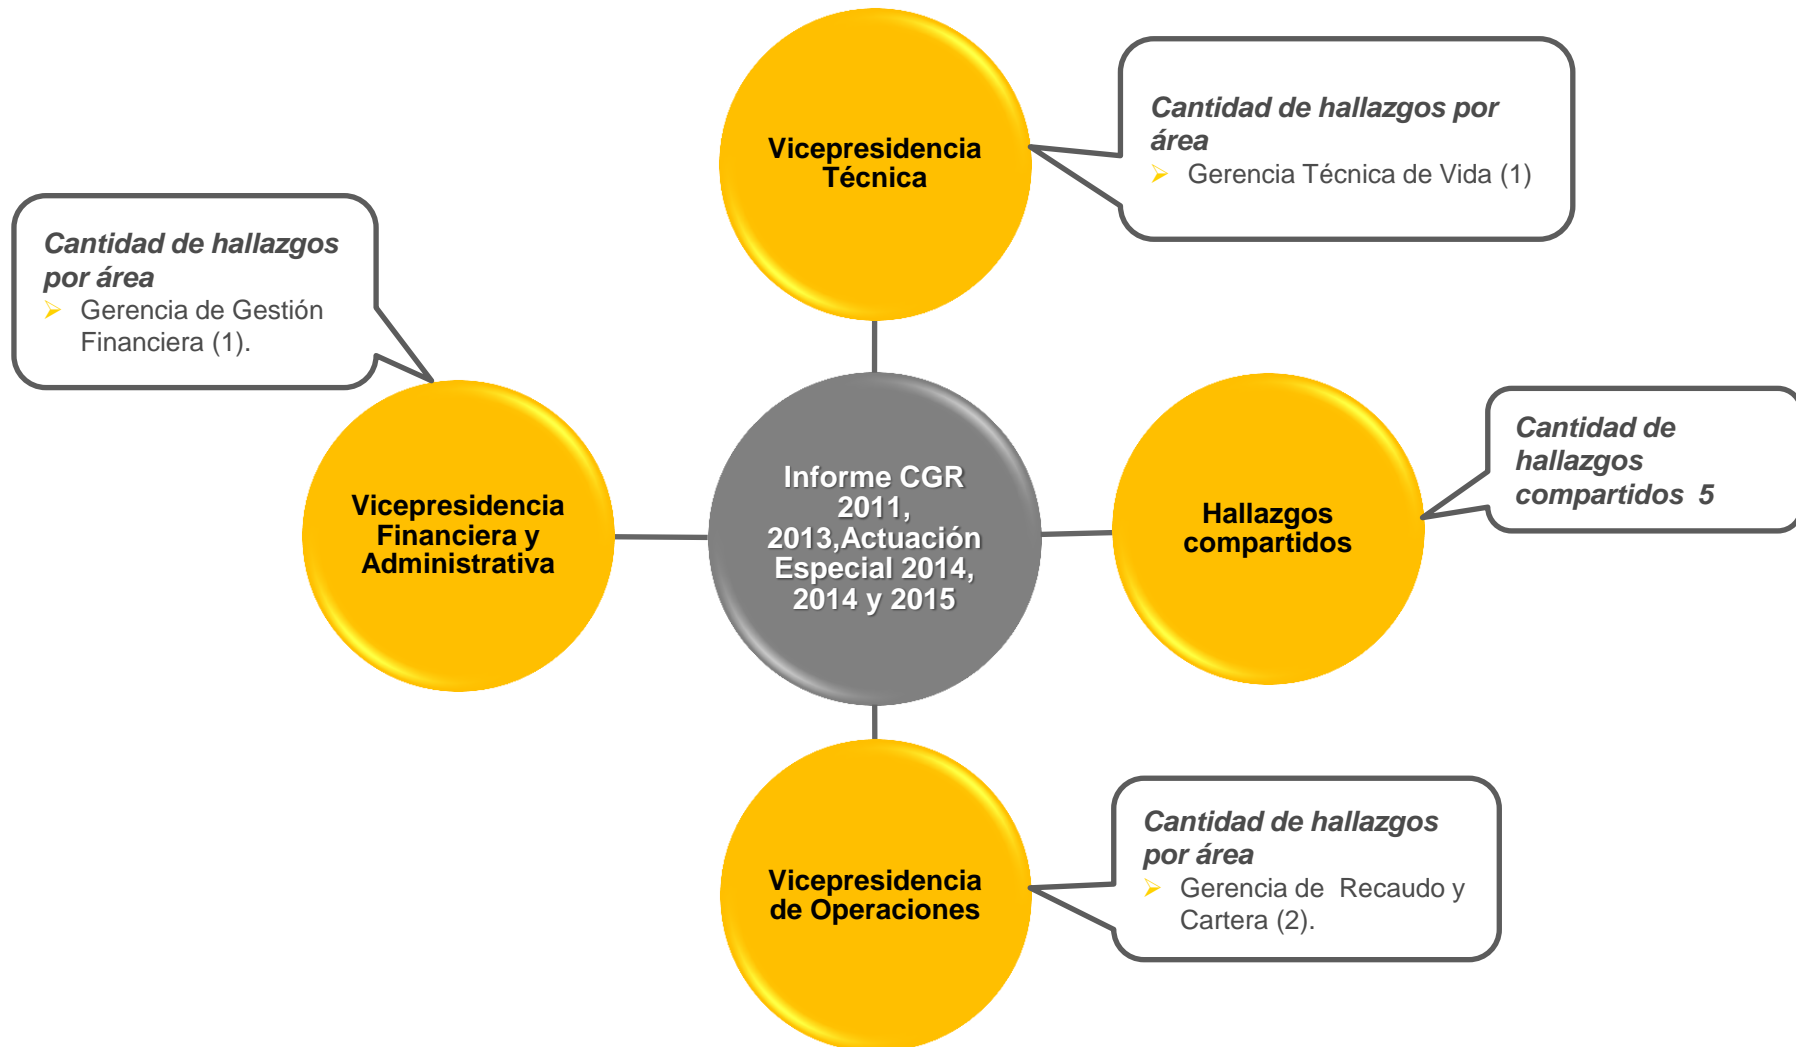 Vicepresidencia
Técnica
Cantidad de hallazgos por
área
Gerencia Técnica de Vida (1)
Cantidad de hallazgos
por área
Gerencia de Gestión
Financiera (1).
Vicepresidencia
Financiera y
Administrativa
Informe CGR
2011,
2013,Actuación
Especial 2014,
2014 y 2015
Hallazgos
compartidos
Cantidad de
hallazgos
compartidos 5
Vicepresidencia
de Operaciones
Cantidad de hallazgos
por área
Gerencia de Recaudo y
Cartera (2).